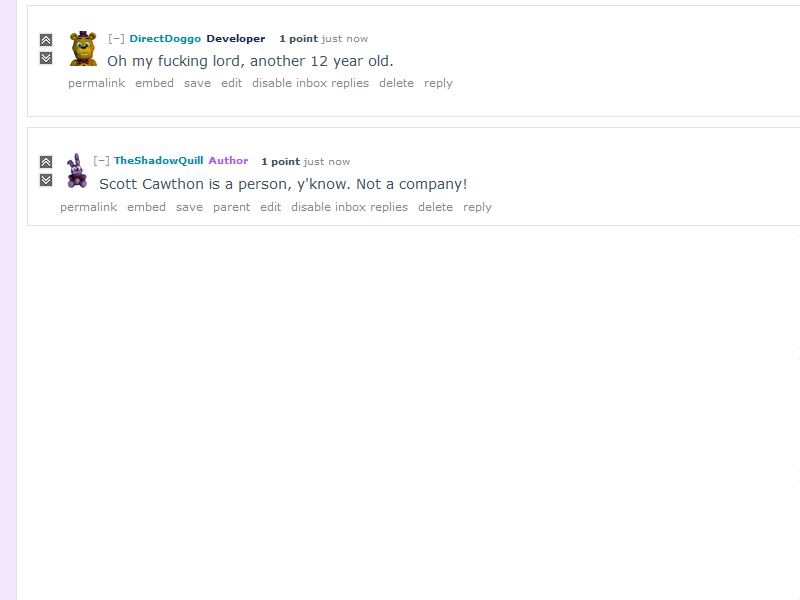 [–] DirectDoggo Developer 1 point just now
Oh my fucking lord, another 12 year old.
permalink embed save edit disable inbox replies delete reply
[–] TheShadowQuill Author 1 point just now
Scott Cawthon is a person, y'know. Not a company!
permalink embed save parent edit disable inbox replies delete reply